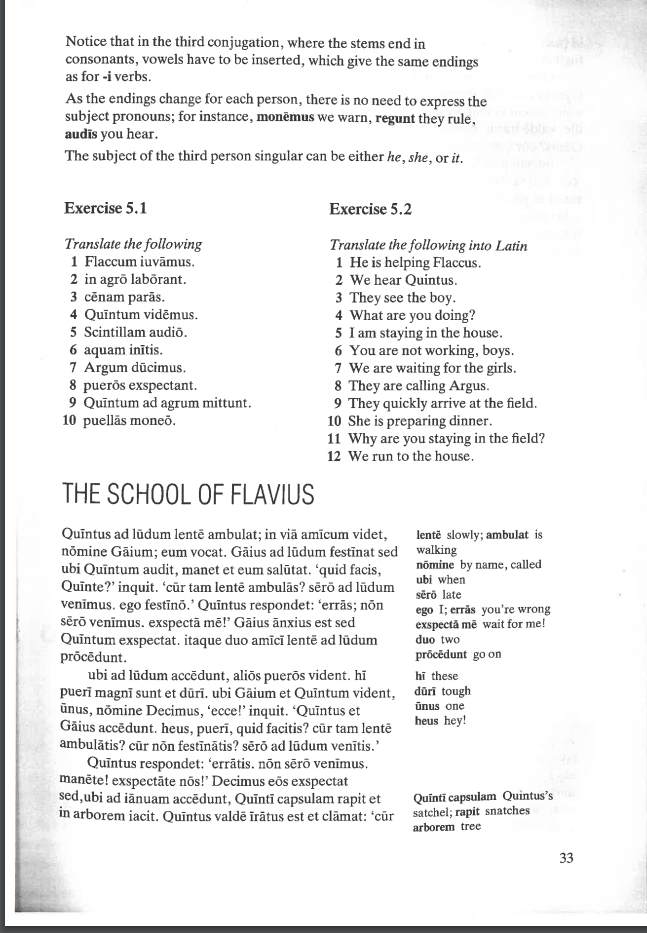 Notice that in the third conjugation, where the stems end in
consonants, vowels have to be inserted, which give the same endings
as for -i verbs.
As the endings change for each person, there is no need to express the
subject pronouns; for instance, monēmus we warn, regunt they rule,
audīs you hear.
The subject of the third person singular can be either he, she, or it.
Exercise 5.1
Translate the following
1 Flaccum iuvāmus.
2 in agrō labōrant.
3 cēnam parās.
4 Quīntum vidēmus.
5 Scintillam audiō.
6 aquam initis.
7 Argum dūcimus.
8 puerōs exspectant.
9 Quīntum ad agrum mittunt.
10 puellās moneō.
Exercise 5.2
Translate the following into Latin
1 He is helping Flaccus.
2 We hear Quintus.
3 They see the boy.
4 What are you doing?
5 I am staying in the house.
6 You are not working, boys.
7 We are waiting for the girls.
8 They are calling Argus.
9 They quickly arrive at the field.
10 She is preparing dinner.
11 Why are you staying in the field?
12 We run to the house.
THE SCHOOL OF FLAVIUS
Quīntus ad lūdum lentē ambulat; in viā amīcum videt,
nōmine Gāium; eum vocat. Gāius ad lūdum festīnat sed
ubi Quīntum audit, manet et eum salūtat. ‘quid facis,
Quīnte?’ inquit. ‘cūr tam lentē ambulās? sērō ad lūdum
venīmus. ego festīnō.’ Quīntus respondet: ‘errās; nōn
sērō venīmus. exspectā mē!’ Gāius ānxius est sed
Quīntum exspectat. itaque duo amīcī lentē ad lūdum
prōcēdunt.
ubi ad lūdum accēdunt, aliōs puerōs vident. hī
puerī magnī sunt et dūrī. ubi Gāium et Quīntum vident,
ūnus, nōmine Decimus, ‘ecce!’ inquit. ‘Quīntus et
Gāius accēdunt. heus, puerī, quid facitis? cūr tam lentē
ambulātis? cūr nōn festīnātis? sērō ad lūdum venītis.’
Quīntus respondet: ‘errātis. nōn sērō venīmus.
manēte! exspectāte nōs!’ Decimus eōs exspectat
sed,ubi ad iānuam accēdunt, Quīntī capsulam rapit et
in arborem iacit. Quīntus valdē īrātus est et clāmat: ‘cūr
lentē slowly; ambulat is
walking
nōmine by name, called
ubi when
sērō late
ego I; errās you’re wrong
exspectā mē wait for me!
duo two
prōcēdunt go on
hī these
dūrī tough
ūnus one
heus hey!
Quīntī capsulam Quintus’s
satchel; rapit snatches
arborem tree
33